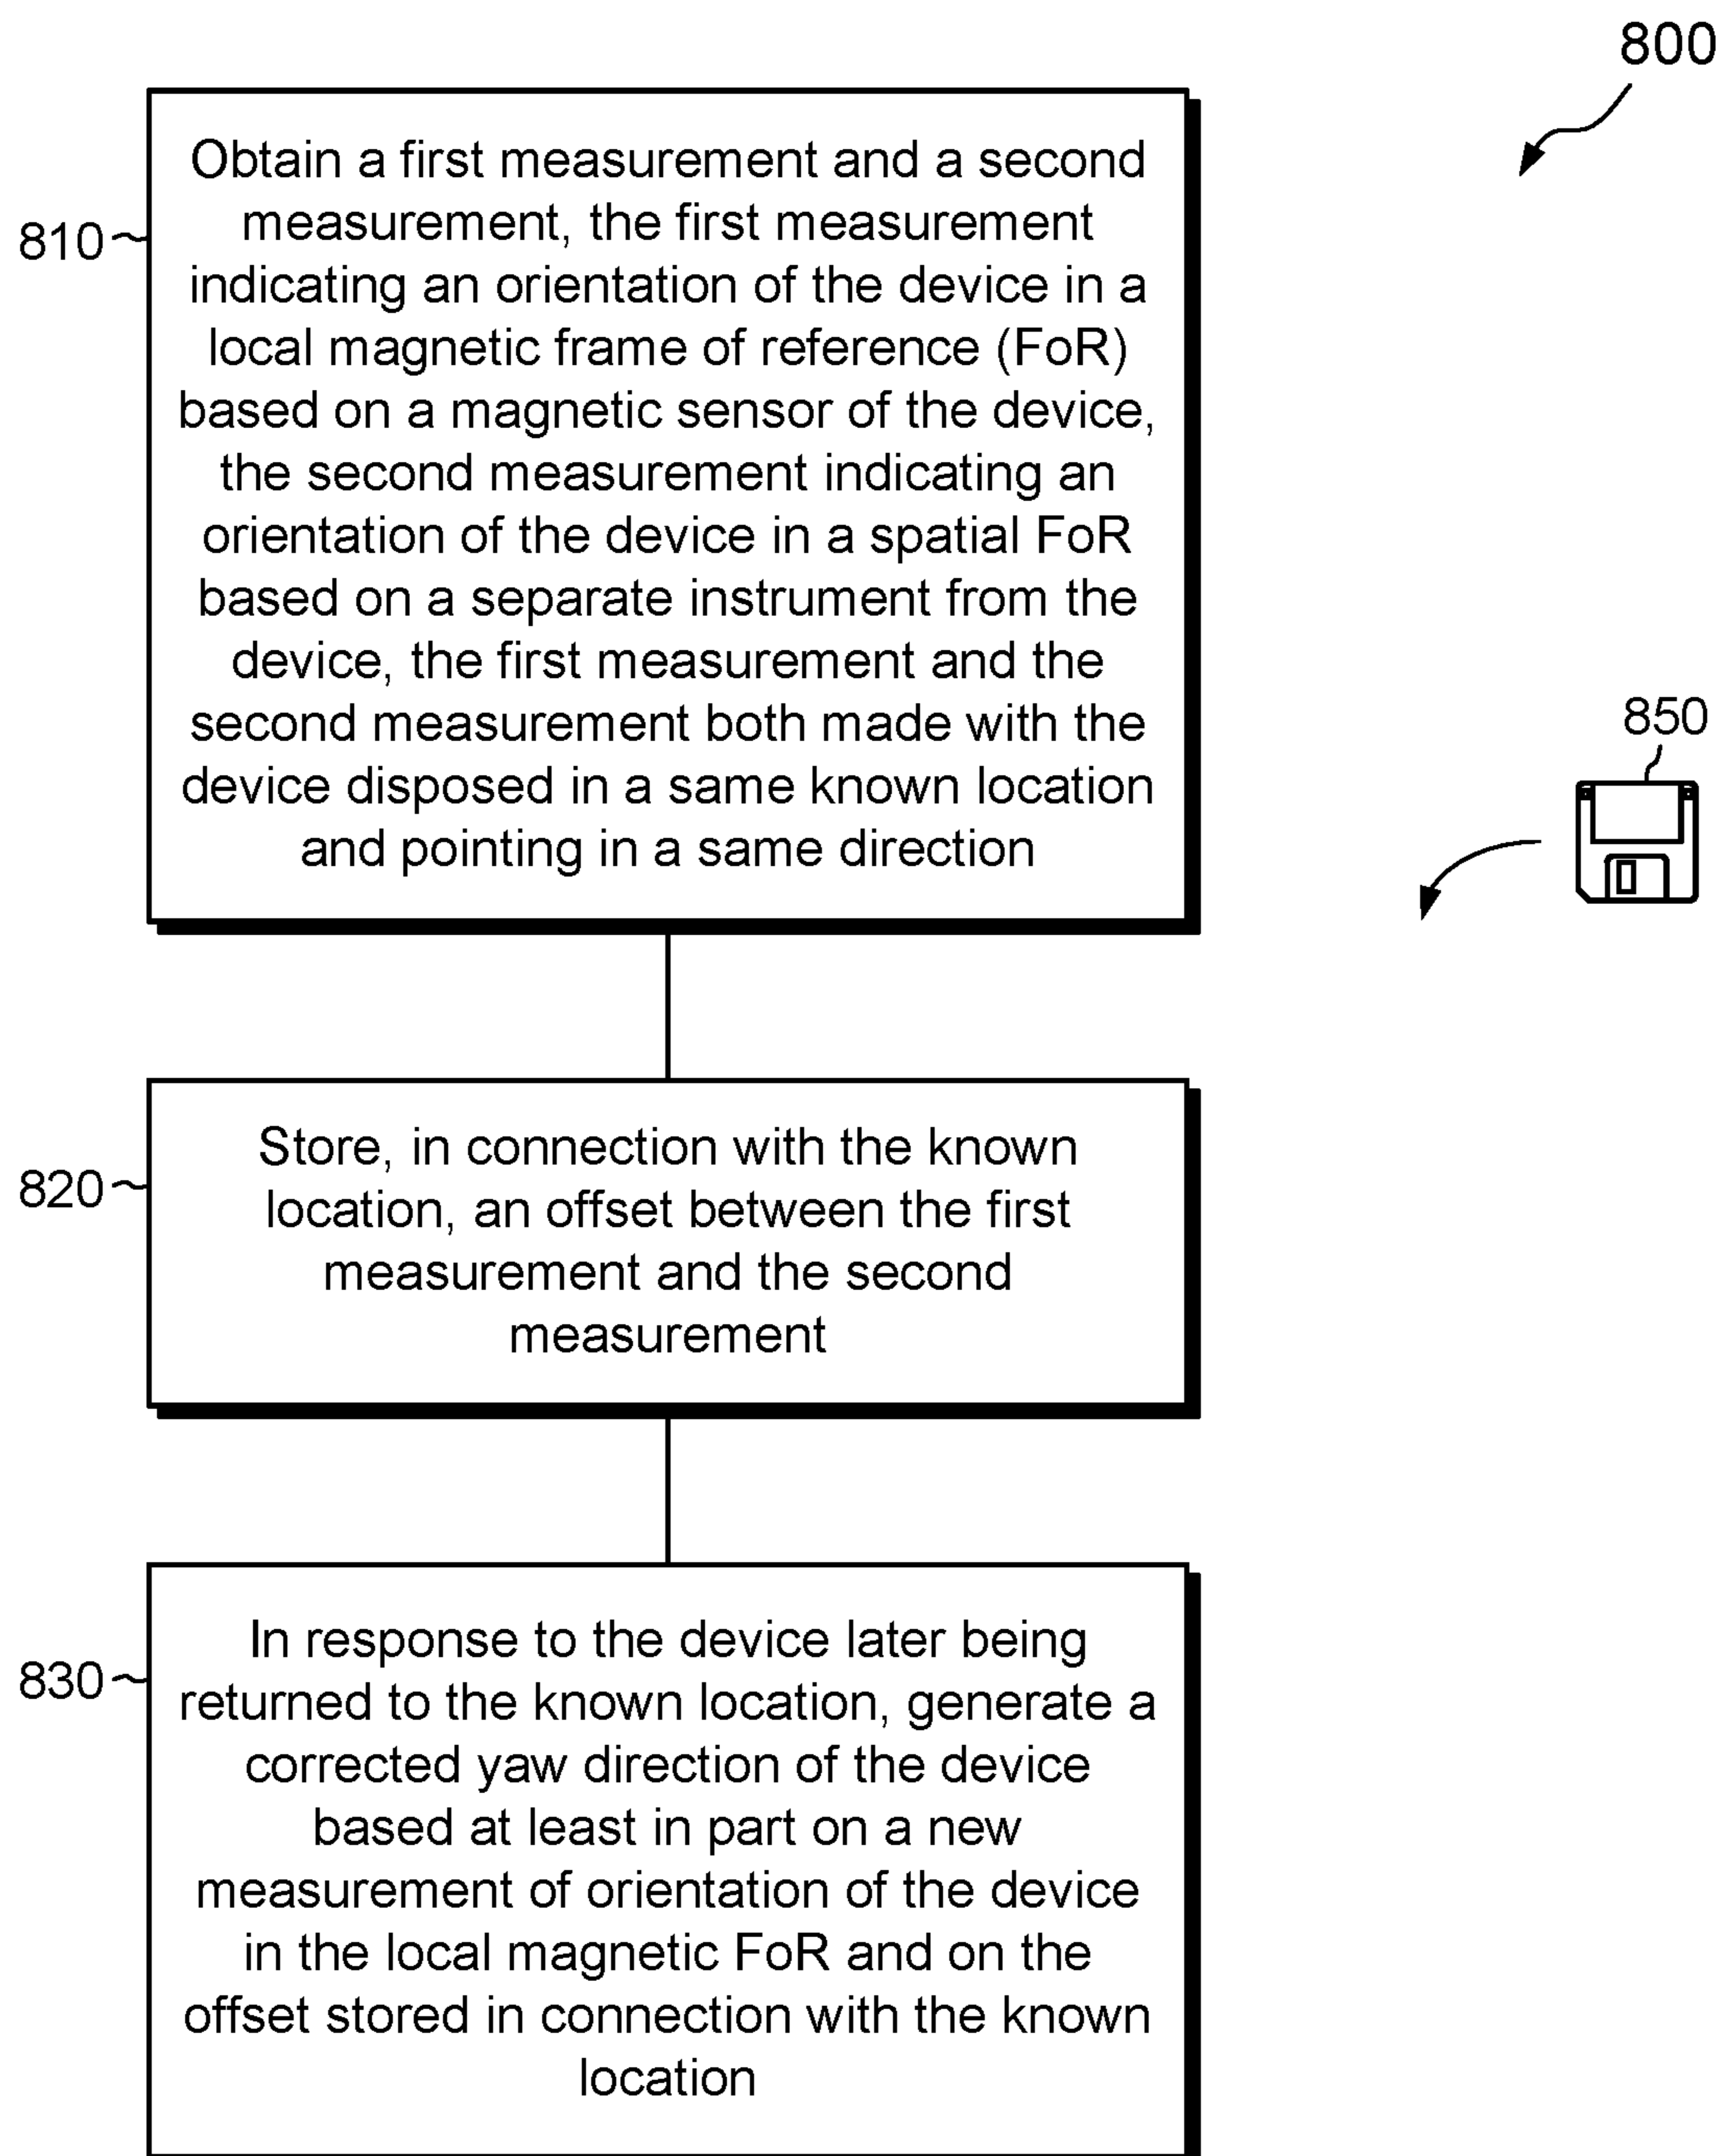 800
810
Obtain a first measurement and a second
measurement, the first measurement
indicating an orientation of the device in a
local magnetic frame of reference (FoR)
based on a magnetic sensor of the device,
the second measurement indicating an
orientation of the device in a spatial FoR
based on a separate instrument from the
device, the first measurement and the
second measurement both made with the
device disposed in a same known location
and pointing in a same direction
850
820
Store, in connection with the known
location, an offset between the first
measurement and the second
measurement
830
In response to the device later being
returned to the known location, generate a
corrected yaw direction of the device
based at least in part on a new
measurement of orientation of the device
in the local magnetic FoR and on the
offset stored in connection with the known
location